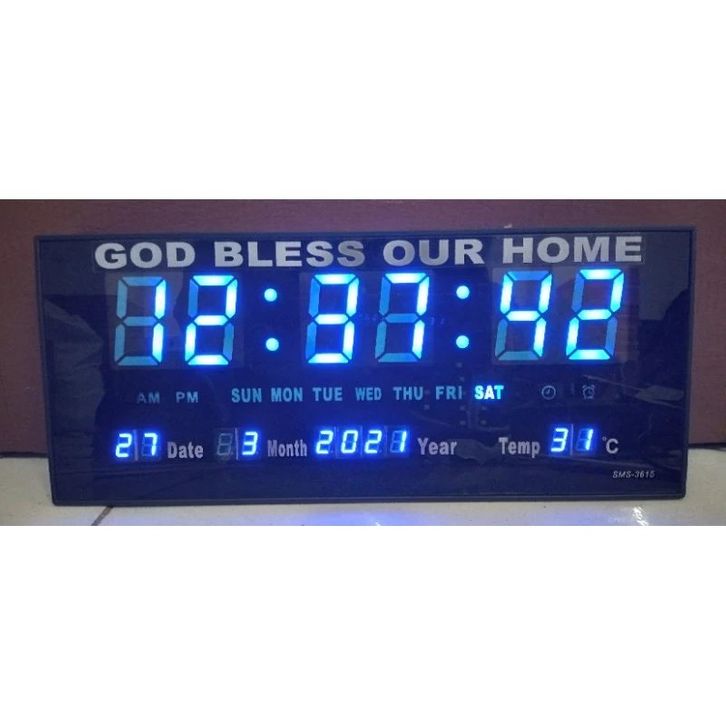 GOD BLESS OUR HOME
12:37:42
AM PM SUN MON TUE WED THU FRI SAT
27 Date 3 Month 2021 Year Temp 31 °C
SMS-3615